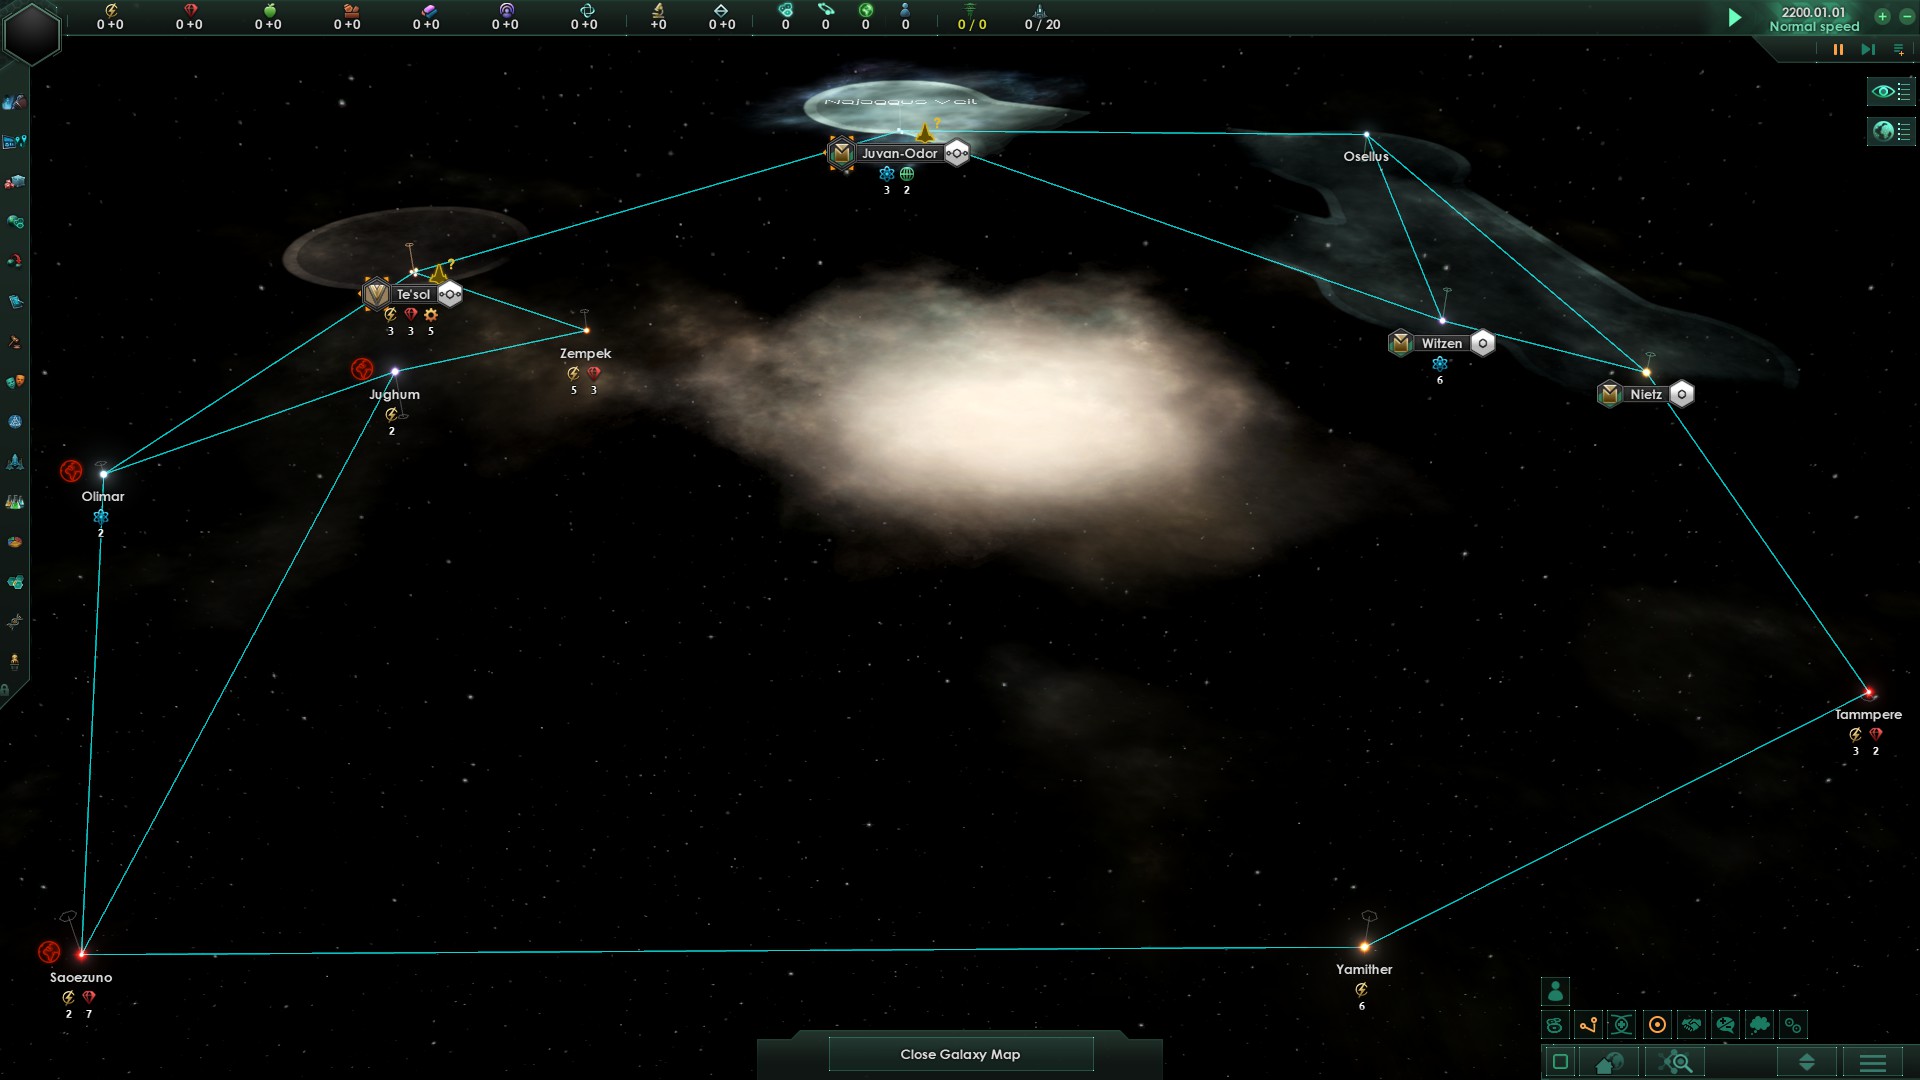 0 +0 0 +0 0 +0 0 +0 0 +0 0 +0 0 +0 +0 0 +0 0 0 0 0 0 / 0 0 / 20
2200.01.01
Normal speed
Juvan-Odor
3 2
Osellus
?
?
Te'sol
3 3 5
Zempek
5 3
Witzen
6
Jughum
2
Nietz
Olimar
2
Tammpere
3 2
Saoezuno
2 7
Yamither
6
Close Galaxy Map